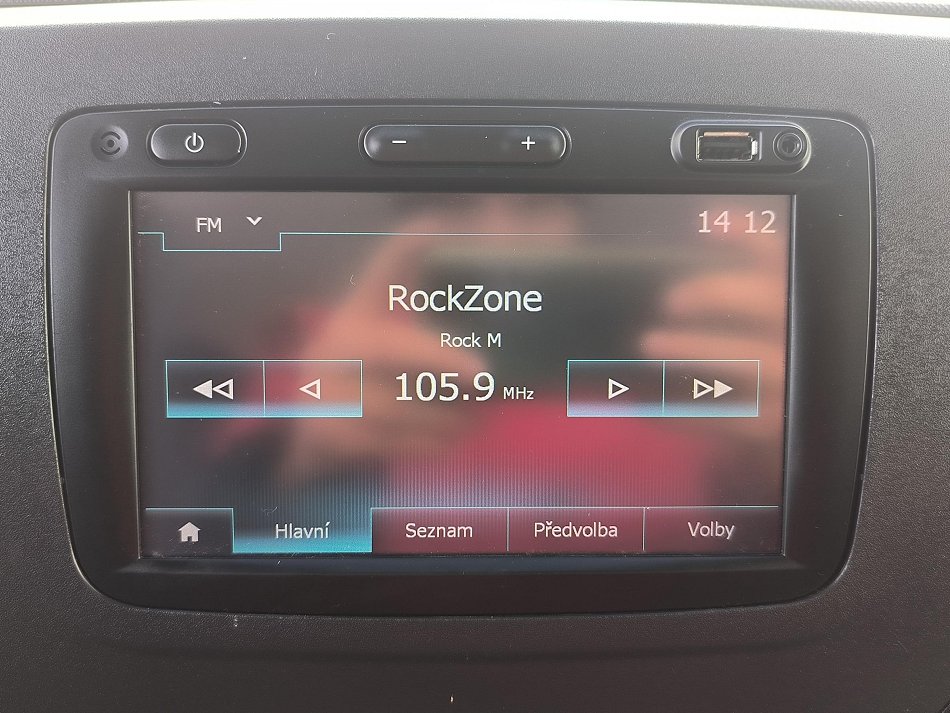 − +
FM 14 12
RockZone
Rock M
105.9 MHz
Hlavní Seznam Předvolba Volby